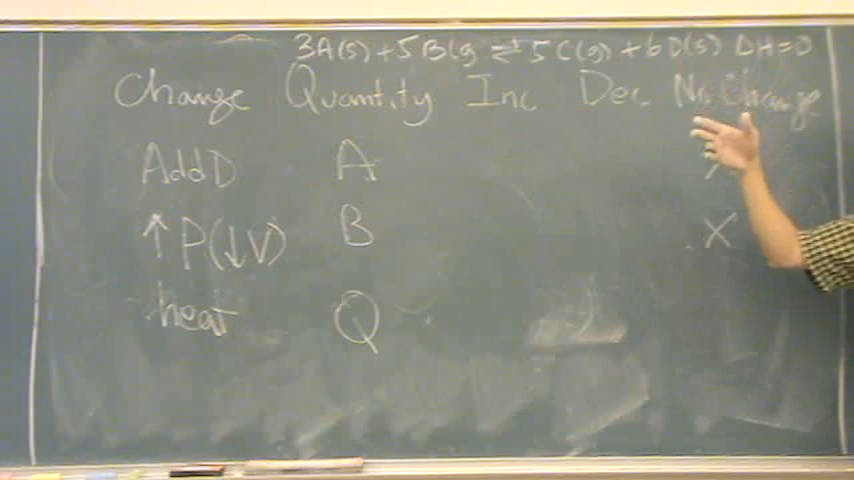 3A(s) + 5B(g ⇌ 5C(g) + 6D(s) ΔH=0
Change Quantity Inc Dec No Change
Add D A
↑P(↓V) B X
heat Q